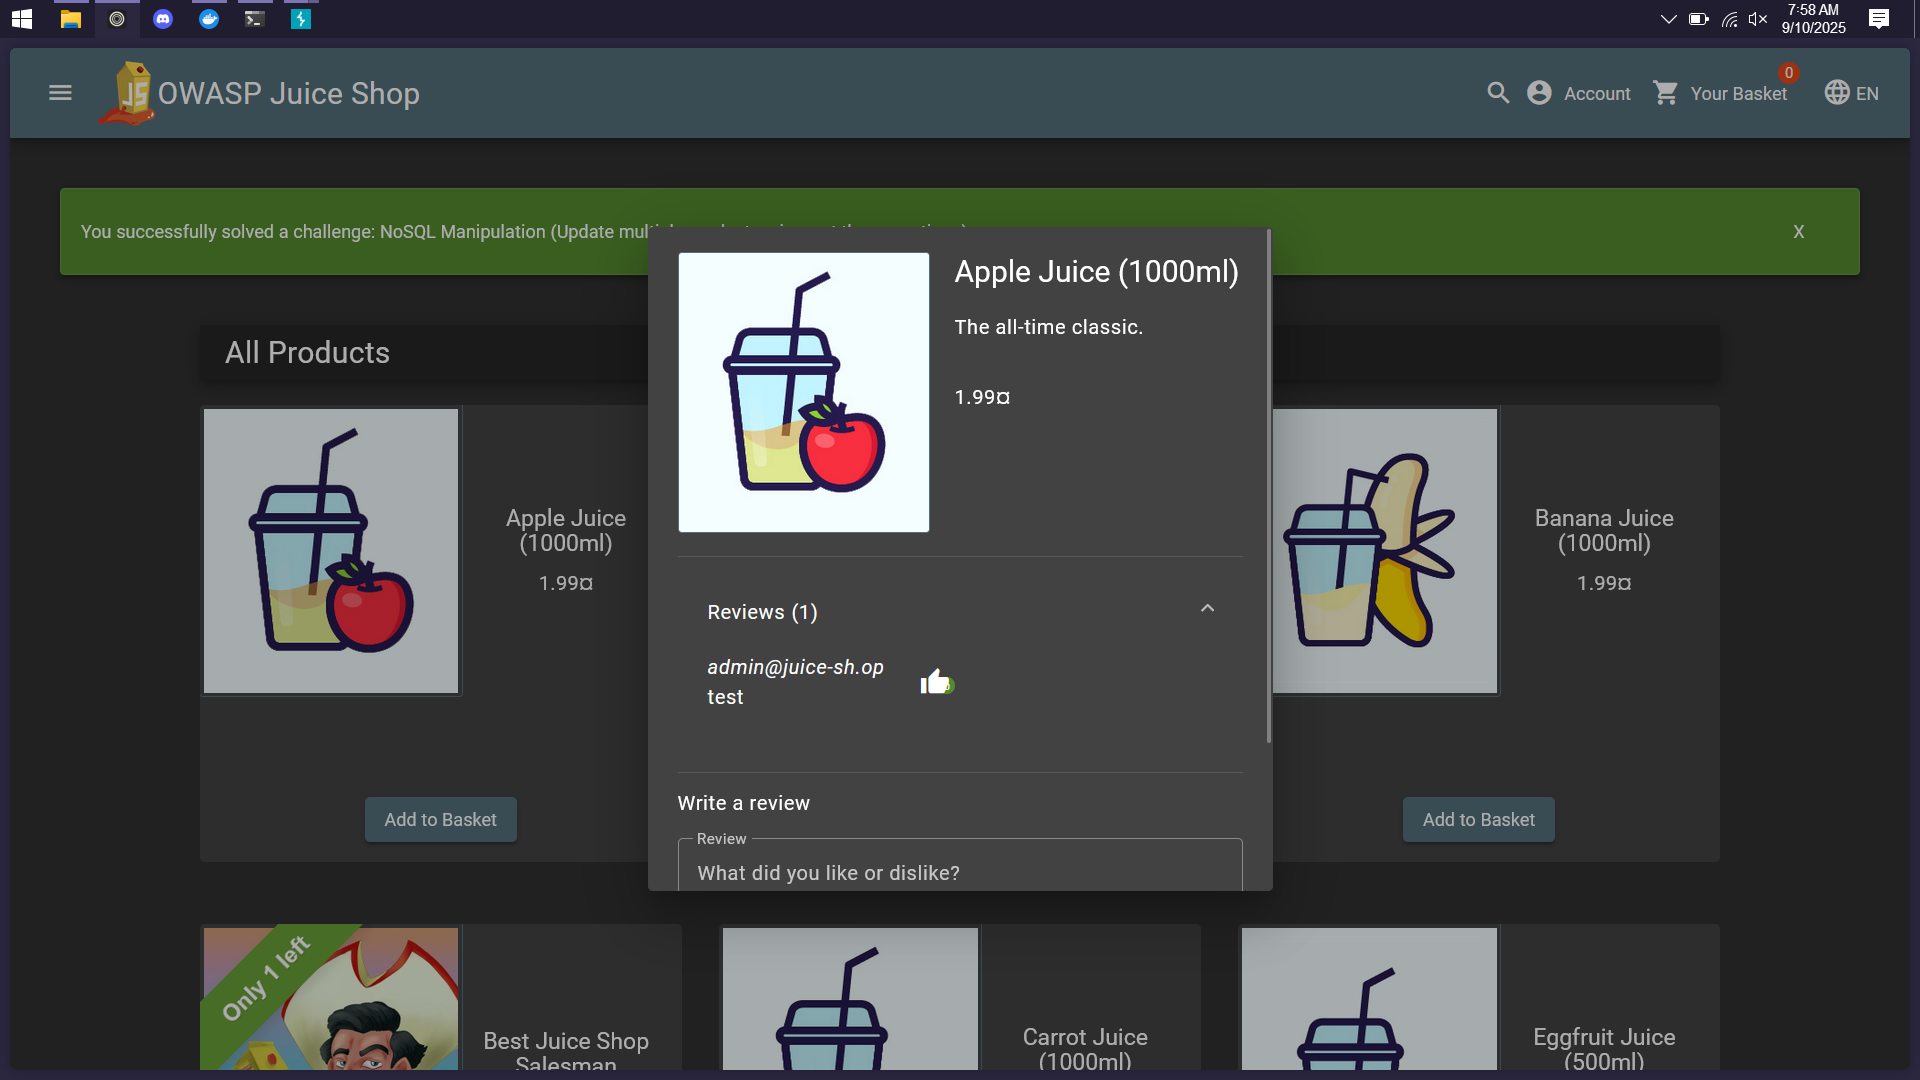 7:58 AM
9/10/2025
OWASP Juice Shop
Account
Your Basket
0
EN
You successfully solved a challenge: NoSQL Manipulation (Update
X
All Products
Apple Juice
(1000ml)
1.99¤
Add to Basket
Apple Juice (1000ml)
The all-time classic.
1.99¤
Reviews (1)
admin@juice-sh.op
test
Write a review
Review
What did you like or dislike?
Banana Juice
(1000ml)
1.99¤
Add to Basket
Only 1 left
Best Juice Shop
Salesman
Carrot Juice
(1000ml)
Eggfruit Juice
(500ml)